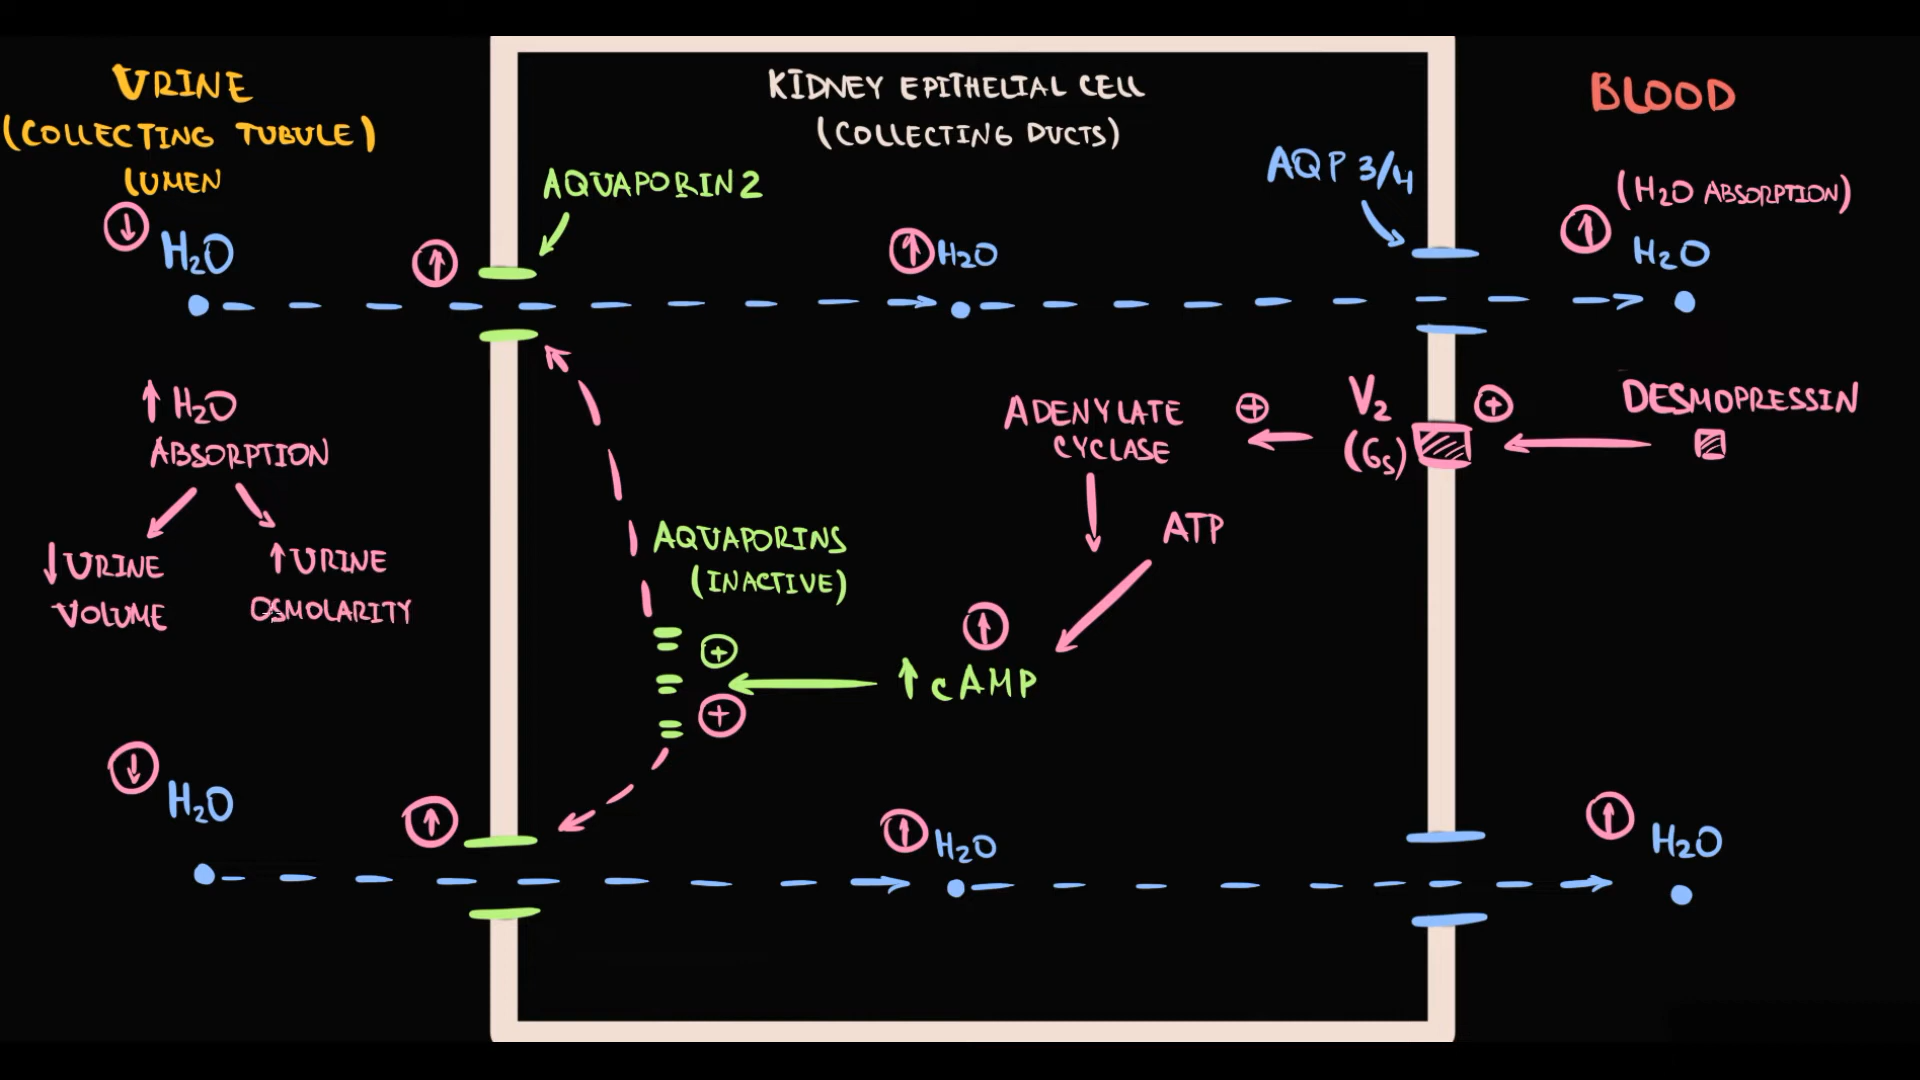 URINE
(COLLECTING TUBULE)
LUMEN
KIDNEY EPITHELIAL CELL
(COLLECTING DUCTS)
BLOOD
AQUAPORIN 2
AQP 3/4
(H₂O ABSORPTION)
↓ H₂O
↑
↑ H₂O
↑ H₂O
↑ H₂O
ABSORPTION
↓ URINE
VOLUME
↑ URINE
OSMOLARITY
ADENYLATE
CYCLASE
+
V₂
(Gs)
+
DESMOPRESSIN
ATP
AQUAPORINS
(INACTIVE)
+
+
↑
↑ cAMP
↓ H₂O
↑
↑ H₂O
↑ H₂O